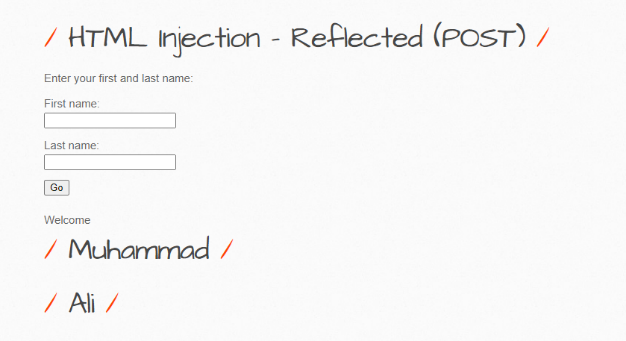 / HTML Injection - Reflected (POST) /
Enter your first and last name:
First name:
Last name:
Go
Welcome
/ Muhammad /
/ Ali /